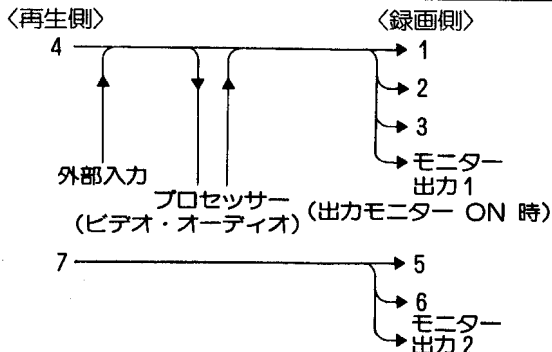 〈再生側〉 〈録画側〉
4 1
2
3
モニター
出力1
外部入力
プロセッサー
(ビデオ・オーディオ) (出力モニター ON 時)
7 5
6
モニター
出力2